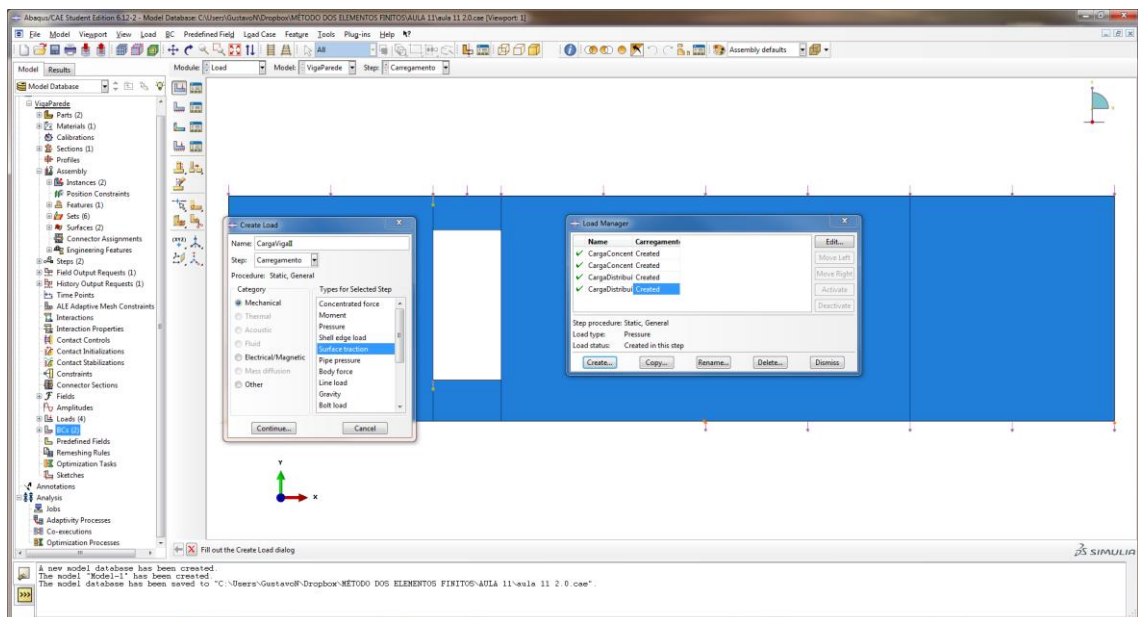 Abaqus/CAE Student Edition 6.12-2 - Model Database: C:\Users\GustavoN\Dropbox\MÉTODO DOS ELEMENTOS FINITOS\AULA 11\aula 11 2.0.cae [Viewport: 1]
File Model Viewport View Load BC Predefined Field Load Case Feature Tools Plug-ins Help
All
Assembly defaults
Model Results
Module: Load Model: VigaParede Step: Carregamento
Model Database
VigaParede
Parts (2)
Materials (1)
Calibrations
Sections (1)
Profiles
Assembly
Instances (2)
Position Constraints
Features (1)
Sets (6)
Surfaces (2)
Connector Assignments
Engineering Features
Steps (2)
Field Output Requests (1)
History Output Requests (1)
Time Points
ALE Adaptive Mesh Constraints
Interactions
Interaction Properties
Contact Controls
Contact Initializations
Contact Stabilizations
Constraints
Connector Sections
Fields
Amplitudes
Loads (4)
BCs (2)
Predefined Fields
Remeshing Rules
Optimization Tasks
Sketches
Annotations
Analysis
Jobs
Adaptivity Processes
Co-executions
Optimization Processes
Create Load
Name:
Step: Carregamento
Procedure: Static, General
Category
Types for Selected Step
Mechanical
Thermal
Acoustic
Fluid
Electrical/Magnetic
Mass diffusion
Other
Concentrated force
Moment
Pressure
Shell edge load
Surface traction
Pipe pressure
Body force
Line load
Gravity
Bolt load
Continue... Cancel
Load Manager
Name Carregament
CargaConcent Created
CargaConcent Created
CargaDistribui Created
CargaDistribui Created
Edit...
Move Left
Move Right
Activate
Deactivate
Step procedure: Static, General
Load type: Pressure
Load status: Created in this step
Create... Copy... Rename... Delete... Dismiss
Y
X
Fill out the Create Load dialog
SIMULIA
A new model database has been created.
The model "Model-1" has been created.
The model database has been saved to "C:\Users\GustavoN\Dropbox\MÉTODO DOS ELEMENTOS FINITOS\AULA 11\aula 11 2.0.cae".